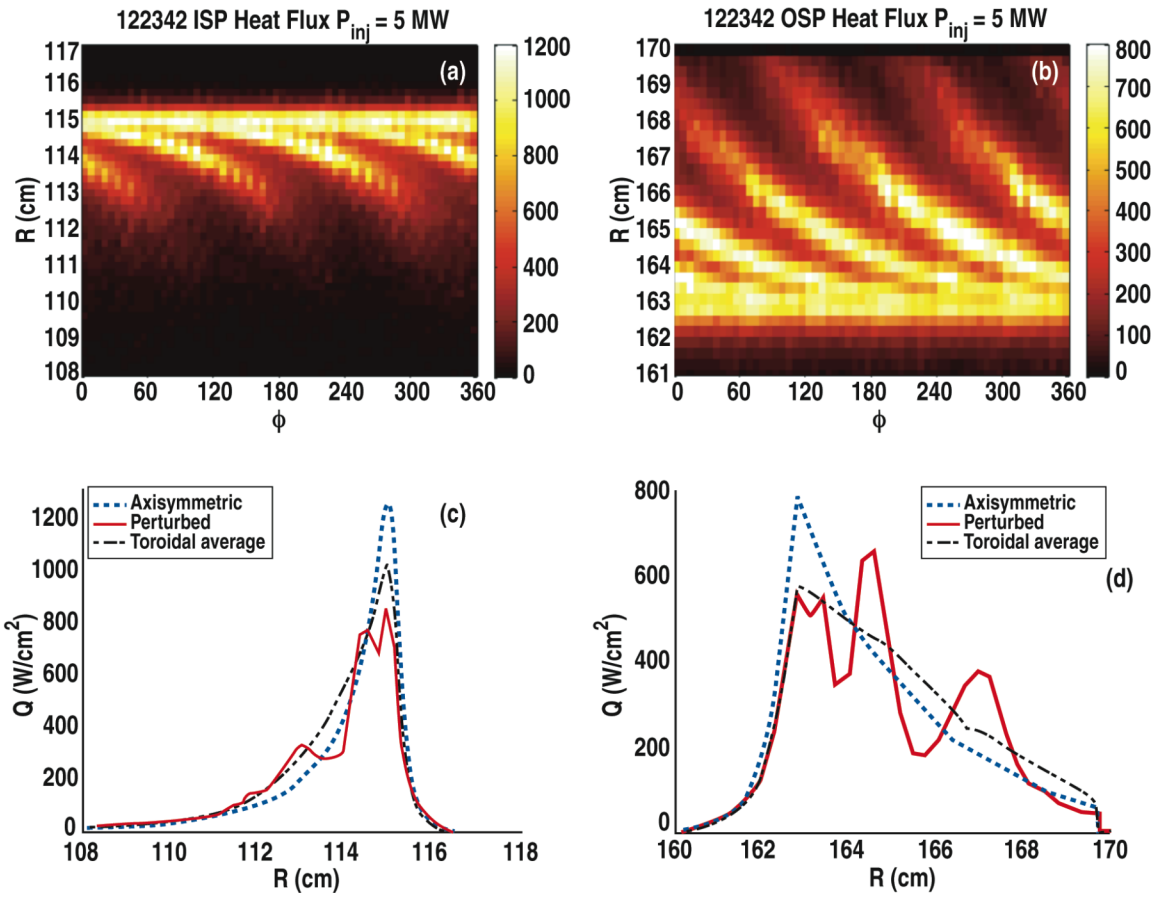 122342 ISP Heat Flux P_inj = 5 MW
117
116
115
114
113
112
111
110
109
108
R (cm)
(a)
0 60 120 180 240 300 360
ϕ
1200
1000
800
600
400
200
0
122342 OSP Heat Flux P_inj = 5 MW
170
169
168
167
166
165
164
163
162
161
R (cm)
(b)
0 60 120 180 240 300 360
ϕ
800
700
600
500
400
300
200
100
0
Axisymmetric
Perturbed
Toroidal average
(c)
1200
1000
800
600
400
200
0
Q (W/cm²)
108 110 112 114 116 118
R (cm)
Axisymmetric
Perturbed
Toroidal average
(d)
800
600
400
200
0
Q (W/cm²)
160 162 164 166 168 170
R (cm)